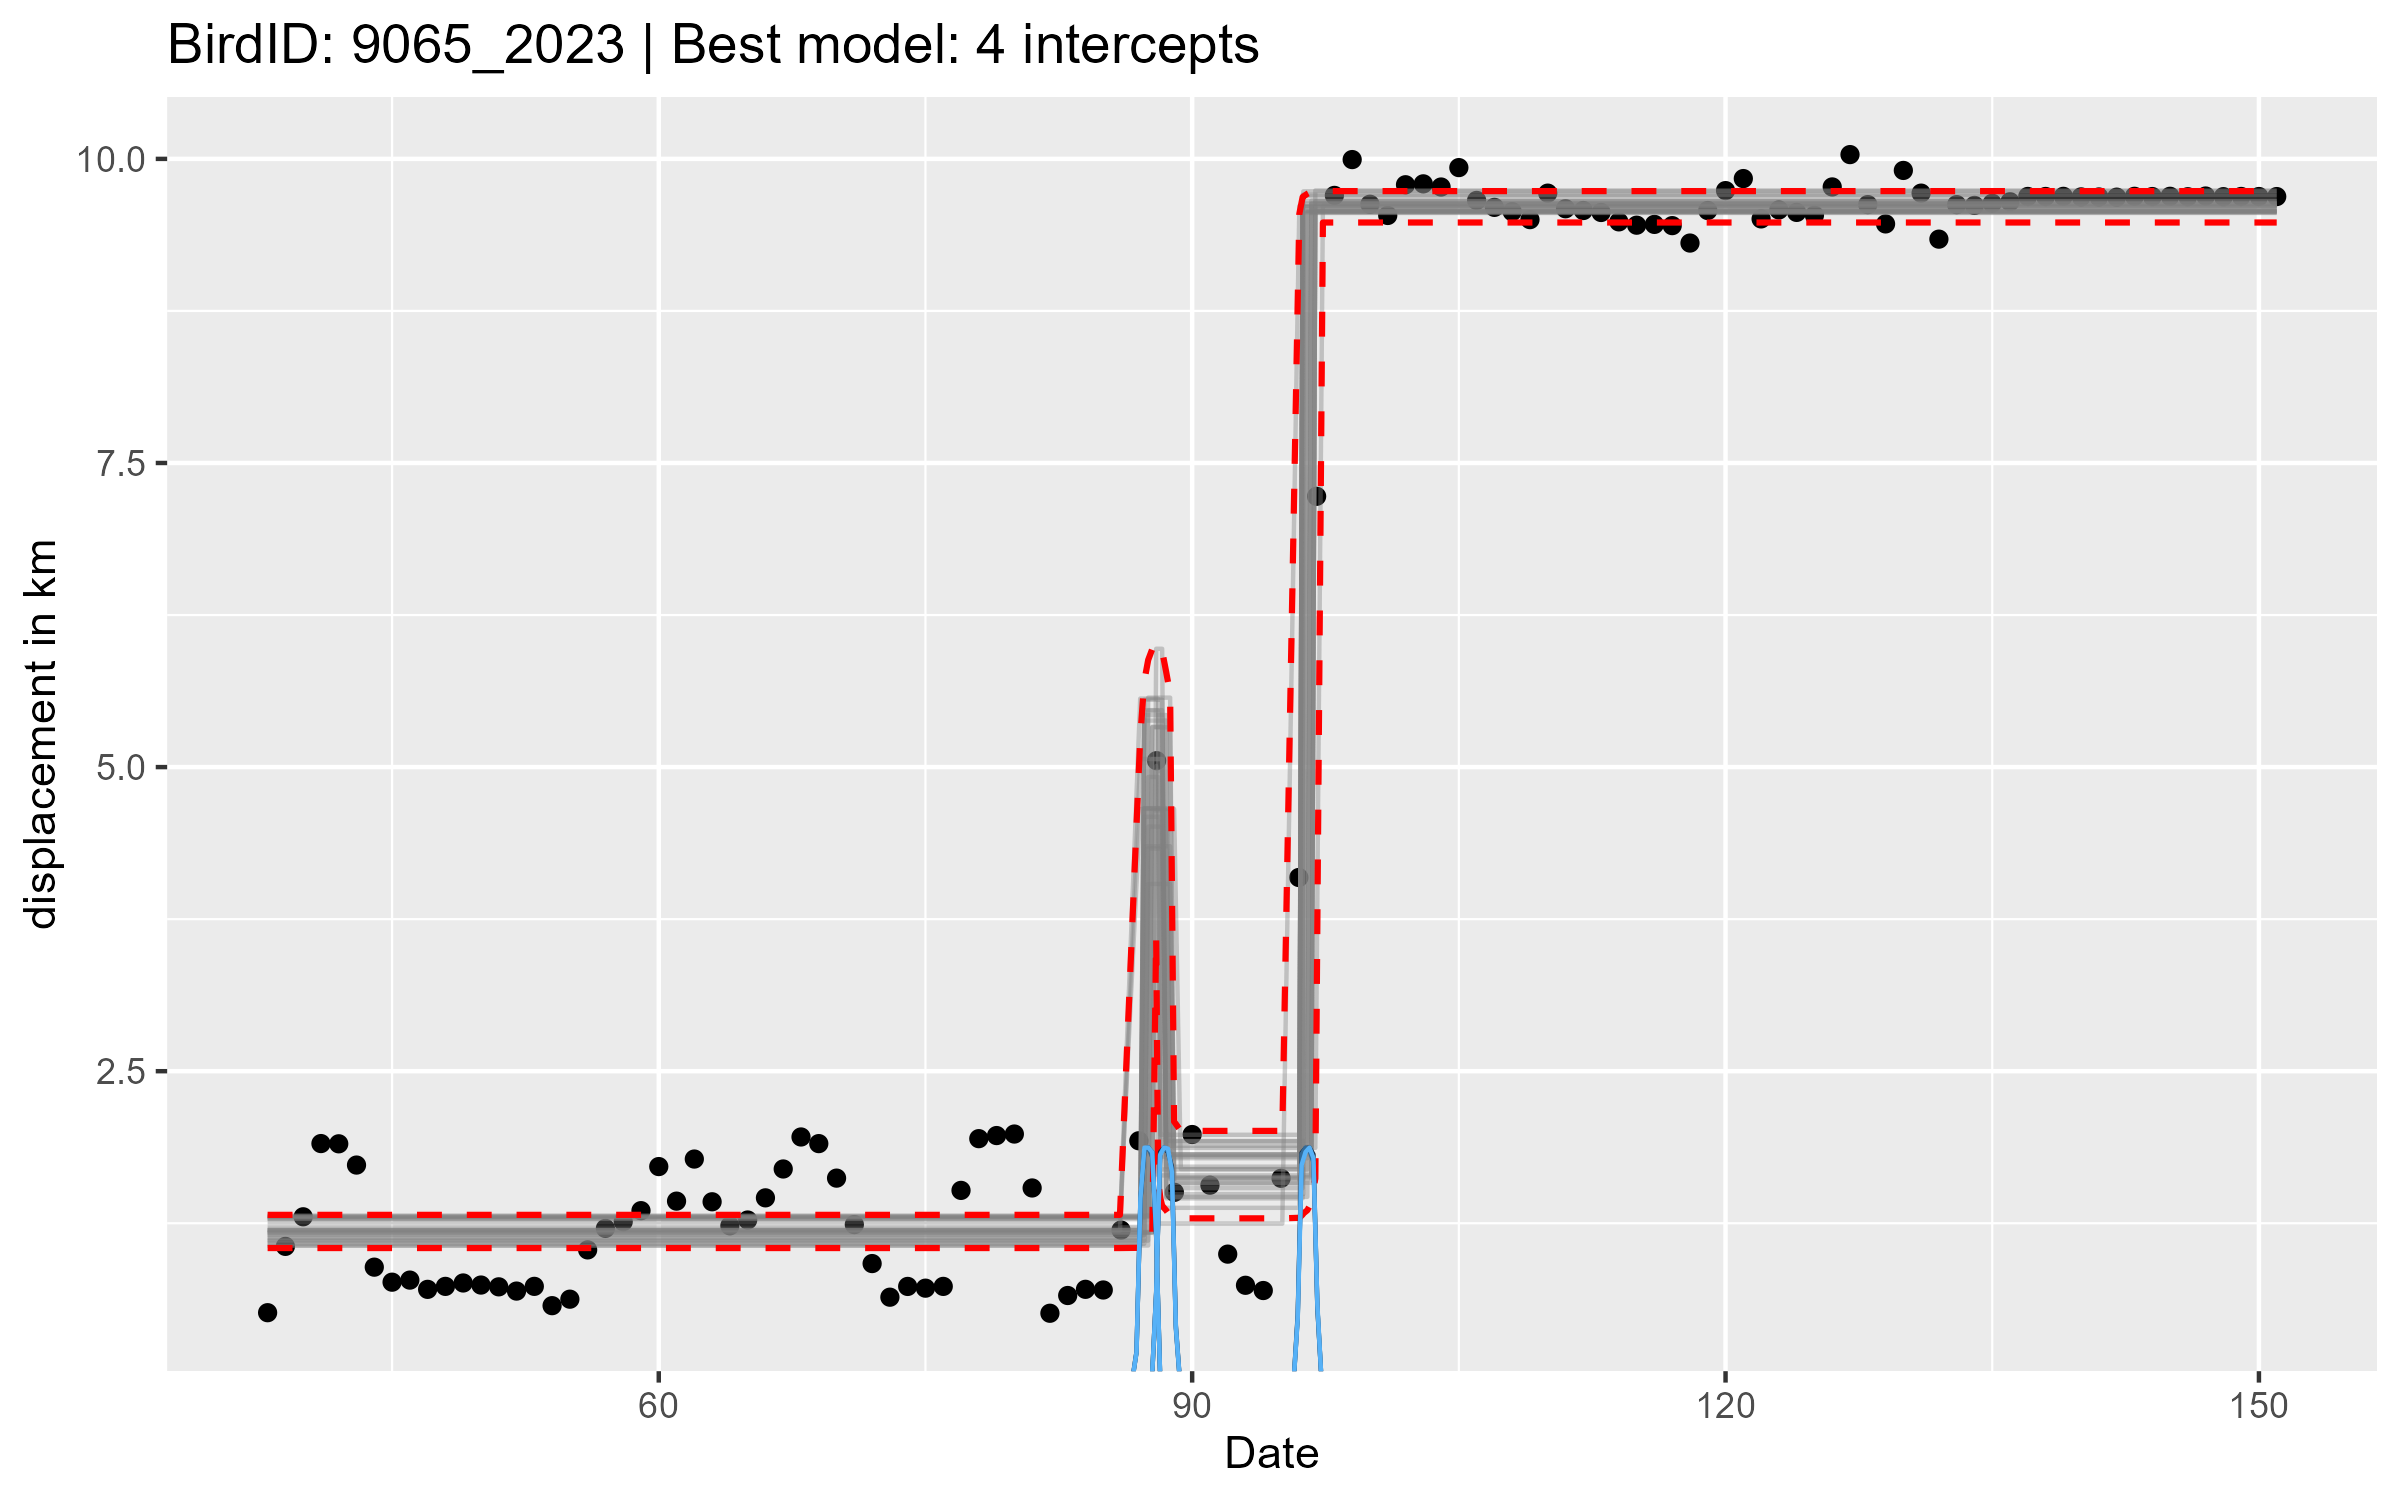 BirdID: 9065_2023 | Best model: 4 intercepts
10.0
7.5
5.0
2.5
displacement in km
60
90
120
150
Date